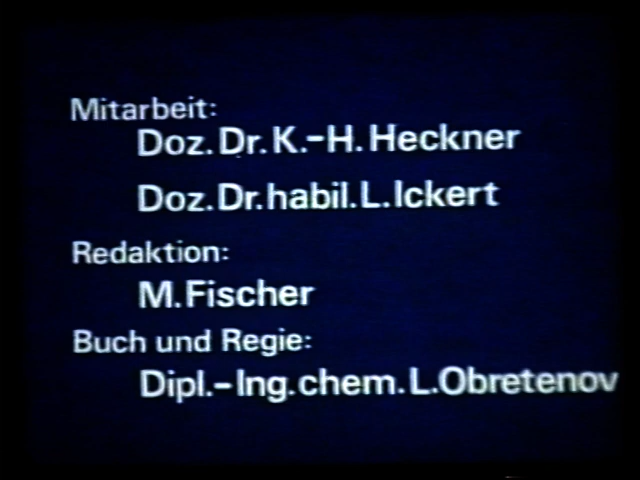 Mitarbeit:
Doz. Dr. K.-H. Heckner
Doz. Dr. habil. L. Ickert
Redaktion:
M. Fischer
Buch und Regie:
Dipl.-Ing. chem. L. Obretenov